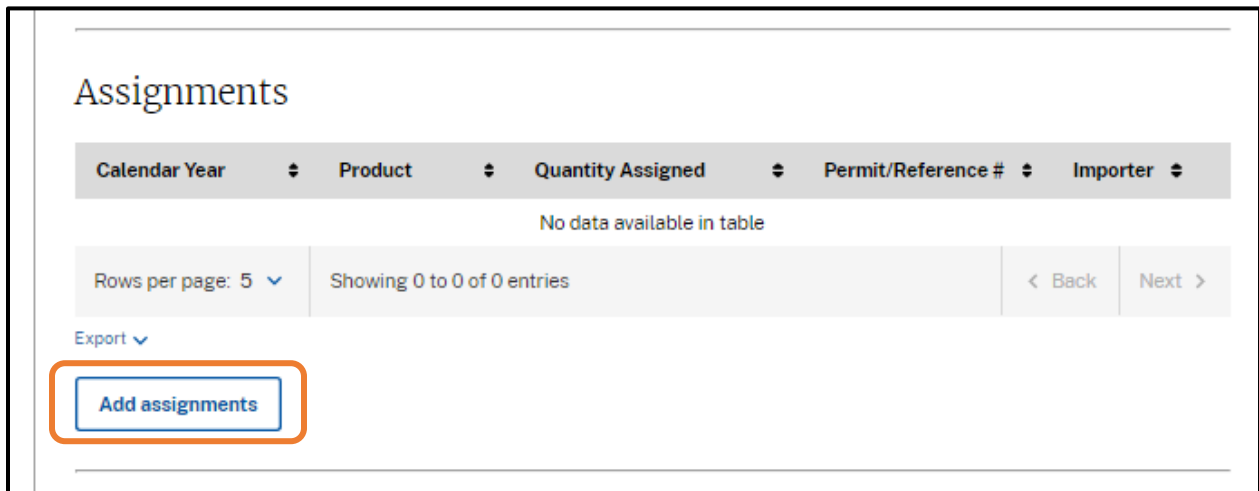 Assignments
Calendar Year Product Quantity Assigned Permit/Reference # Importer
No data available in table
Rows per page: 5 Showing 0 to 0 of 0 entries < Back Next >
Export
Add assignments